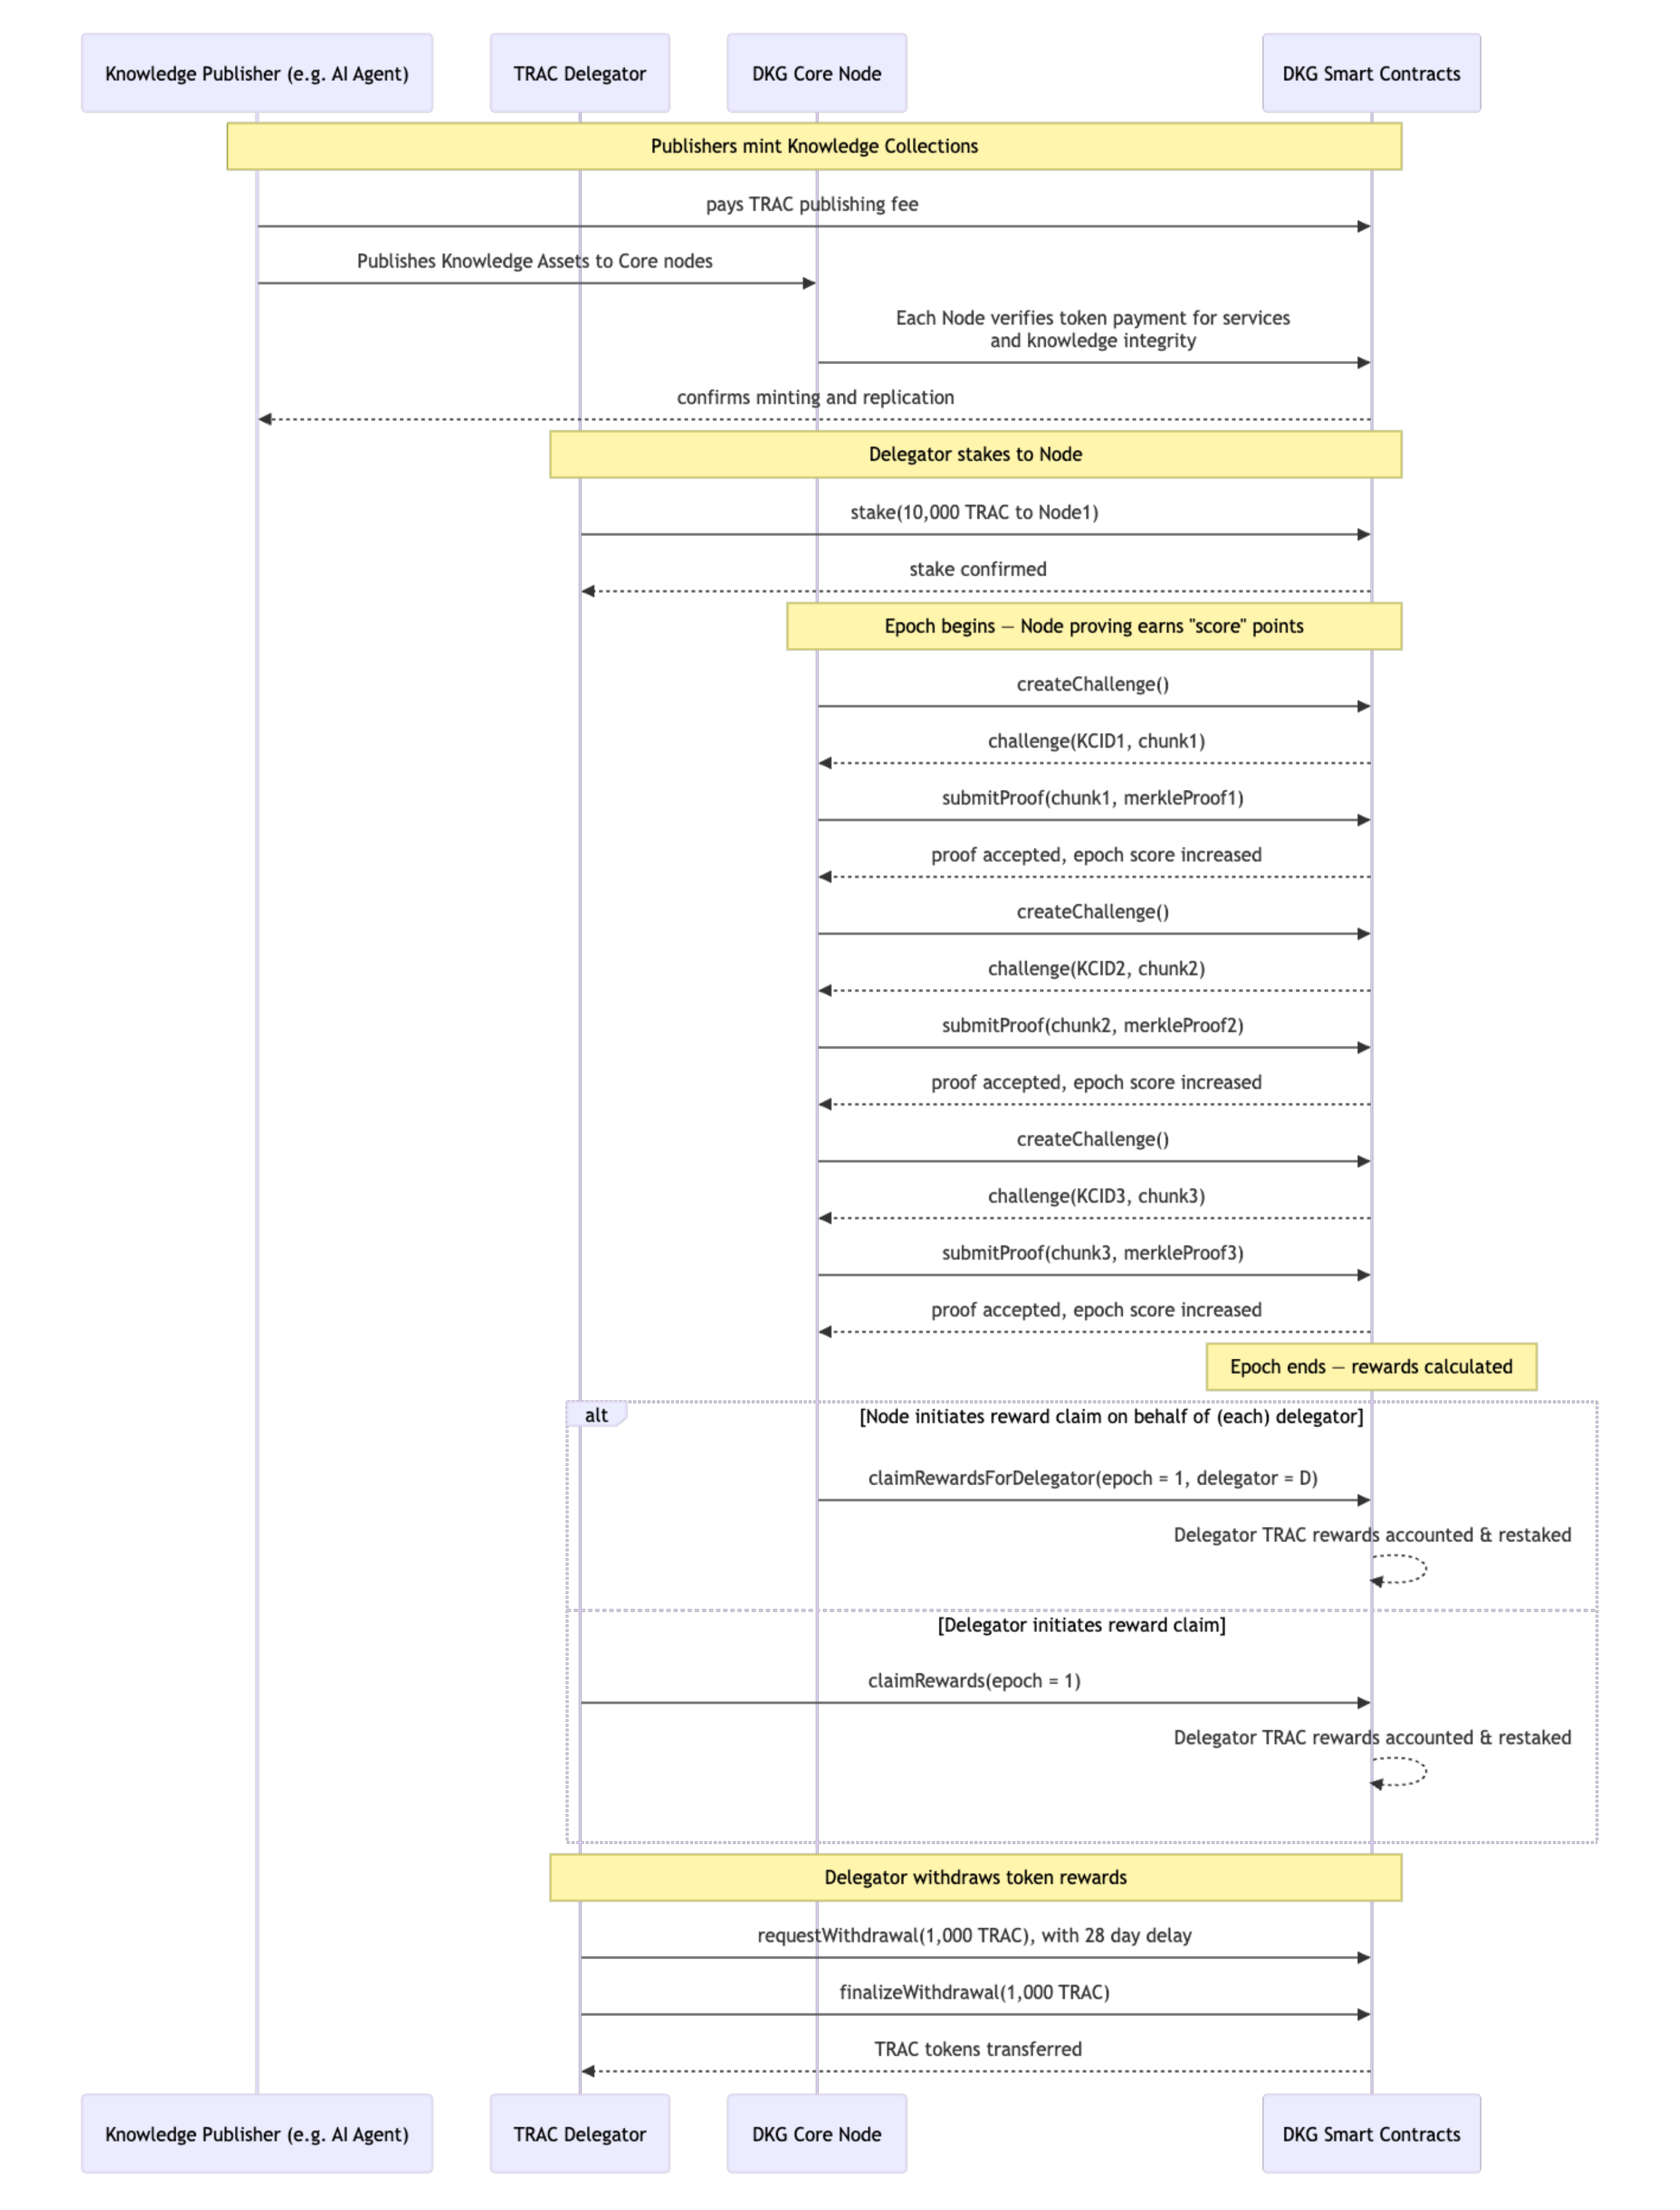 Knowledge Publisher (e.g. AI Agent)
TRAC Delegator
DKG Core Node
DKG Smart Contracts
Publishers mint Knowledge Collections
pays TRAC publishing fee
Publishes Knowledge Assets to Core nodes
Each Node verifies token payment for services
and knowledge integrity
confirms minting and replication
Delegator stakes to Node
stake(10,000 TRAC to Node1)
stake confirmed
Epoch begins — Node proving earns "score" points
createChallenge()
challenge(KCID1, chunk1)
submitProof(chunk1, merkleProof1)
proof accepted, epoch score increased
createChallenge()
challenge(KCID2, chunk2)
submitProof(chunk2, merkleProof2)
proof accepted, epoch score increased
createChallenge()
challenge(KCID3, chunk3)
submitProof(chunk3, merkleProof3)
proof accepted, epoch score increased
Epoch ends — rewards calculated
alt
[Node initiates reward claim on behalf of (each) delegator]
claimRewardsForDelegator(epoch = 1, delegator = D)
Delegator TRAC rewards accounted & restaked
[Delegator initiates reward claim]
claimRewards(epoch = 1)
Delegator TRAC rewards accounted & restaked
Delegator withdraws token rewards
requestWithdrawal(1,000 TRAC), with 28 day delay
finalizeWithdrawal(1,000 TRAC)
TRAC tokens transferred
Knowledge Publisher (e.g. AI Agent)
TRAC Delegator
DKG Core Node
DKG Smart Contracts